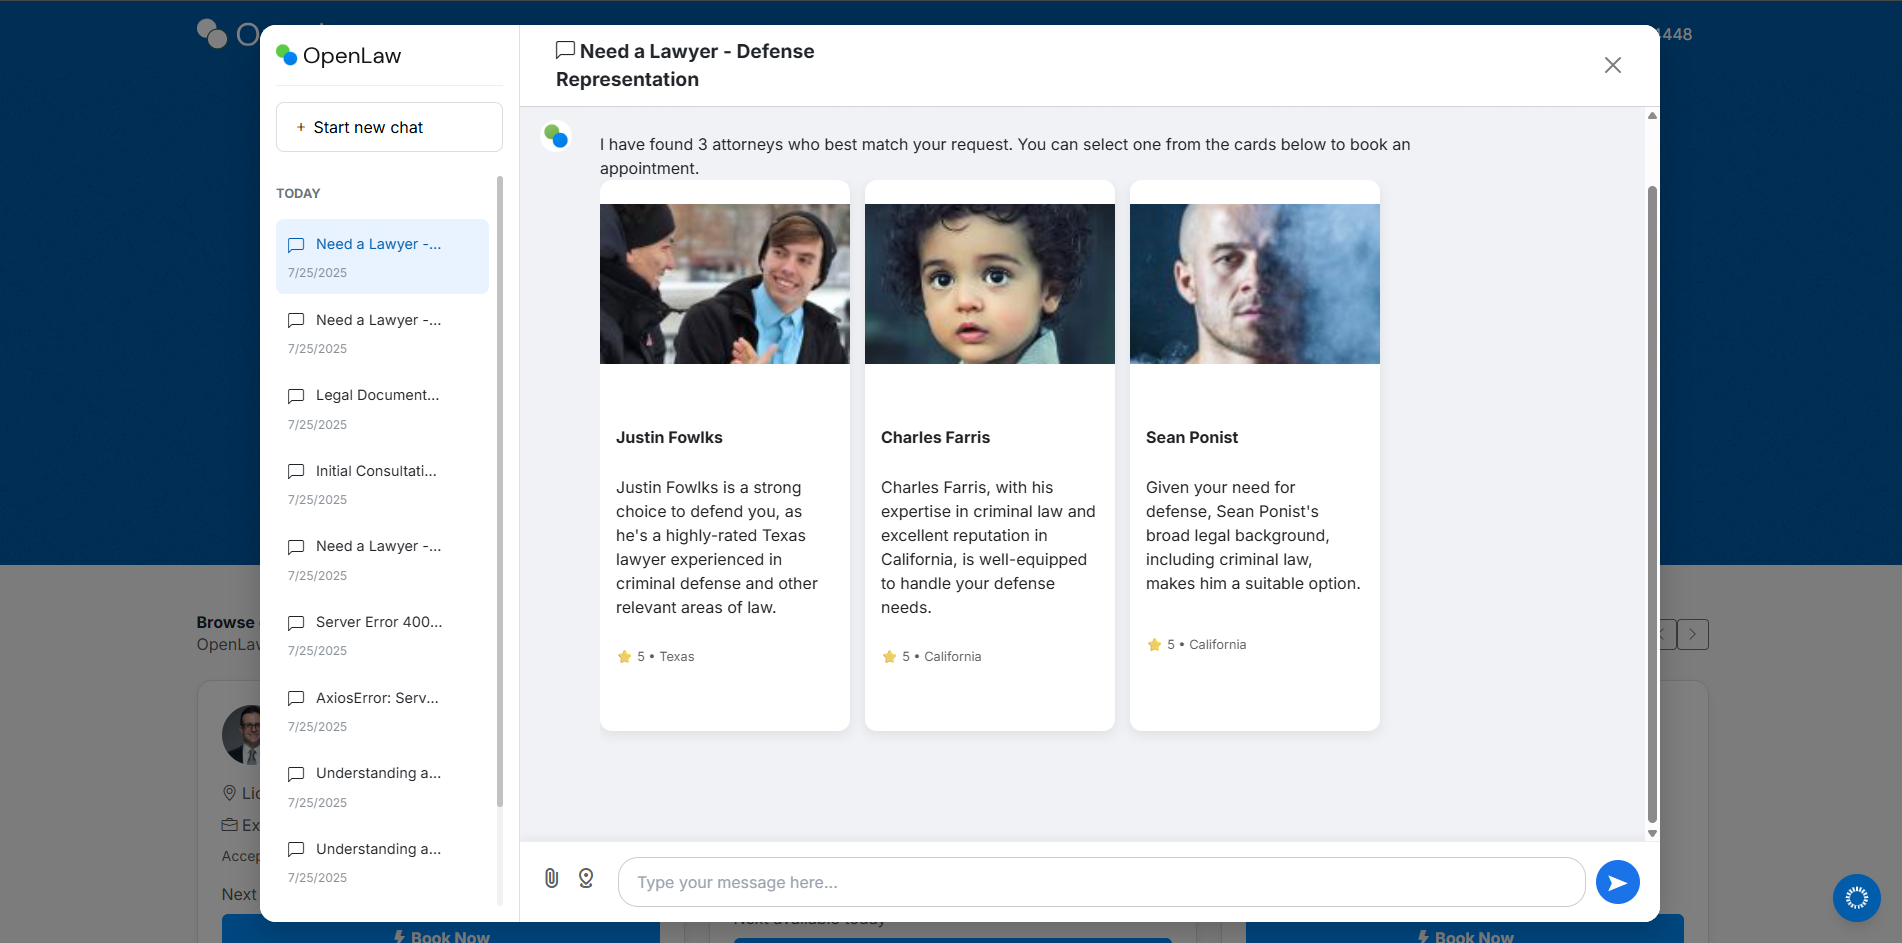 OpenLaw
+ Start new chat
TODAY
Need a Lawyer -...
7/25/2025
Need a Lawyer -...
7/25/2025
Legal Document...
7/25/2025
Initial Consultati...
7/25/2025
Need a Lawyer -...
7/25/2025
Server Error 400...
7/25/2025
AxiosError: Serv...
7/25/2025
Understanding a...
7/25/2025
Understanding a...
7/25/2025
Need a Lawyer - Defense
Representation
I have found 3 attorneys who best match your request. You can select one from the cards below to book an
appointment.
Justin Fowlks
Justin Fowlks is a strong
choice to defend you, as
he's a highly-rated Texas
lawyer experienced in
criminal defense and other
relevant areas of law.
5 • Texas
Charles Farris
Charles Farris, with his
expertise in criminal law and
excellent reputation in
California, is well-equipped
to handle your defense
needs.
5 • California
Sean Ponist
Given your need for
defense, Sean Ponist's
broad legal background,
including criminal law,
makes him a suitable option.
5 • California
Type your message here...
4448
Browse
OpenLaw
Lic
Ex
Accep
Next
Book Now
Next available today
Book Now